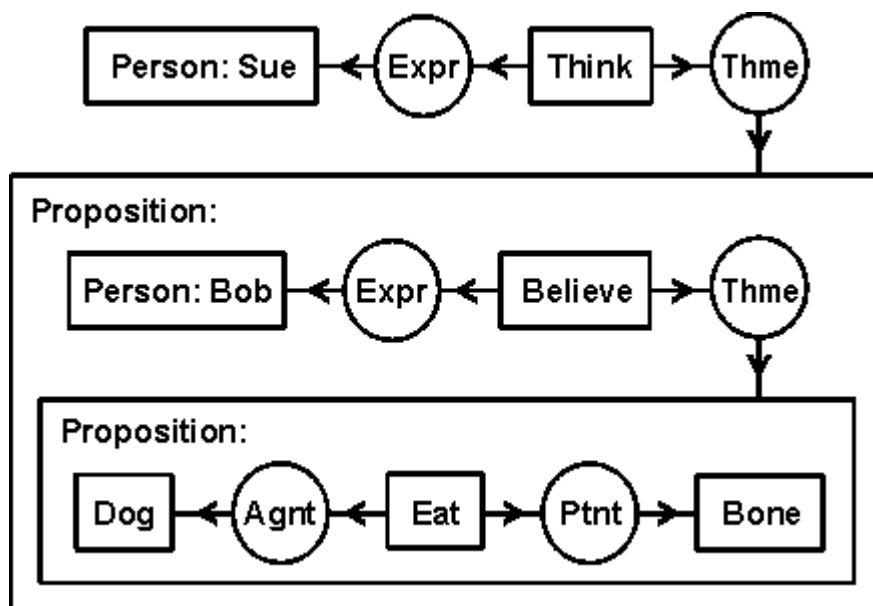 Person: Sue Expr Think Thme
Proposition:
Person: Bob Expr Believe Thme
Proposition:
Dog Agnt Eat Ptnt Bone